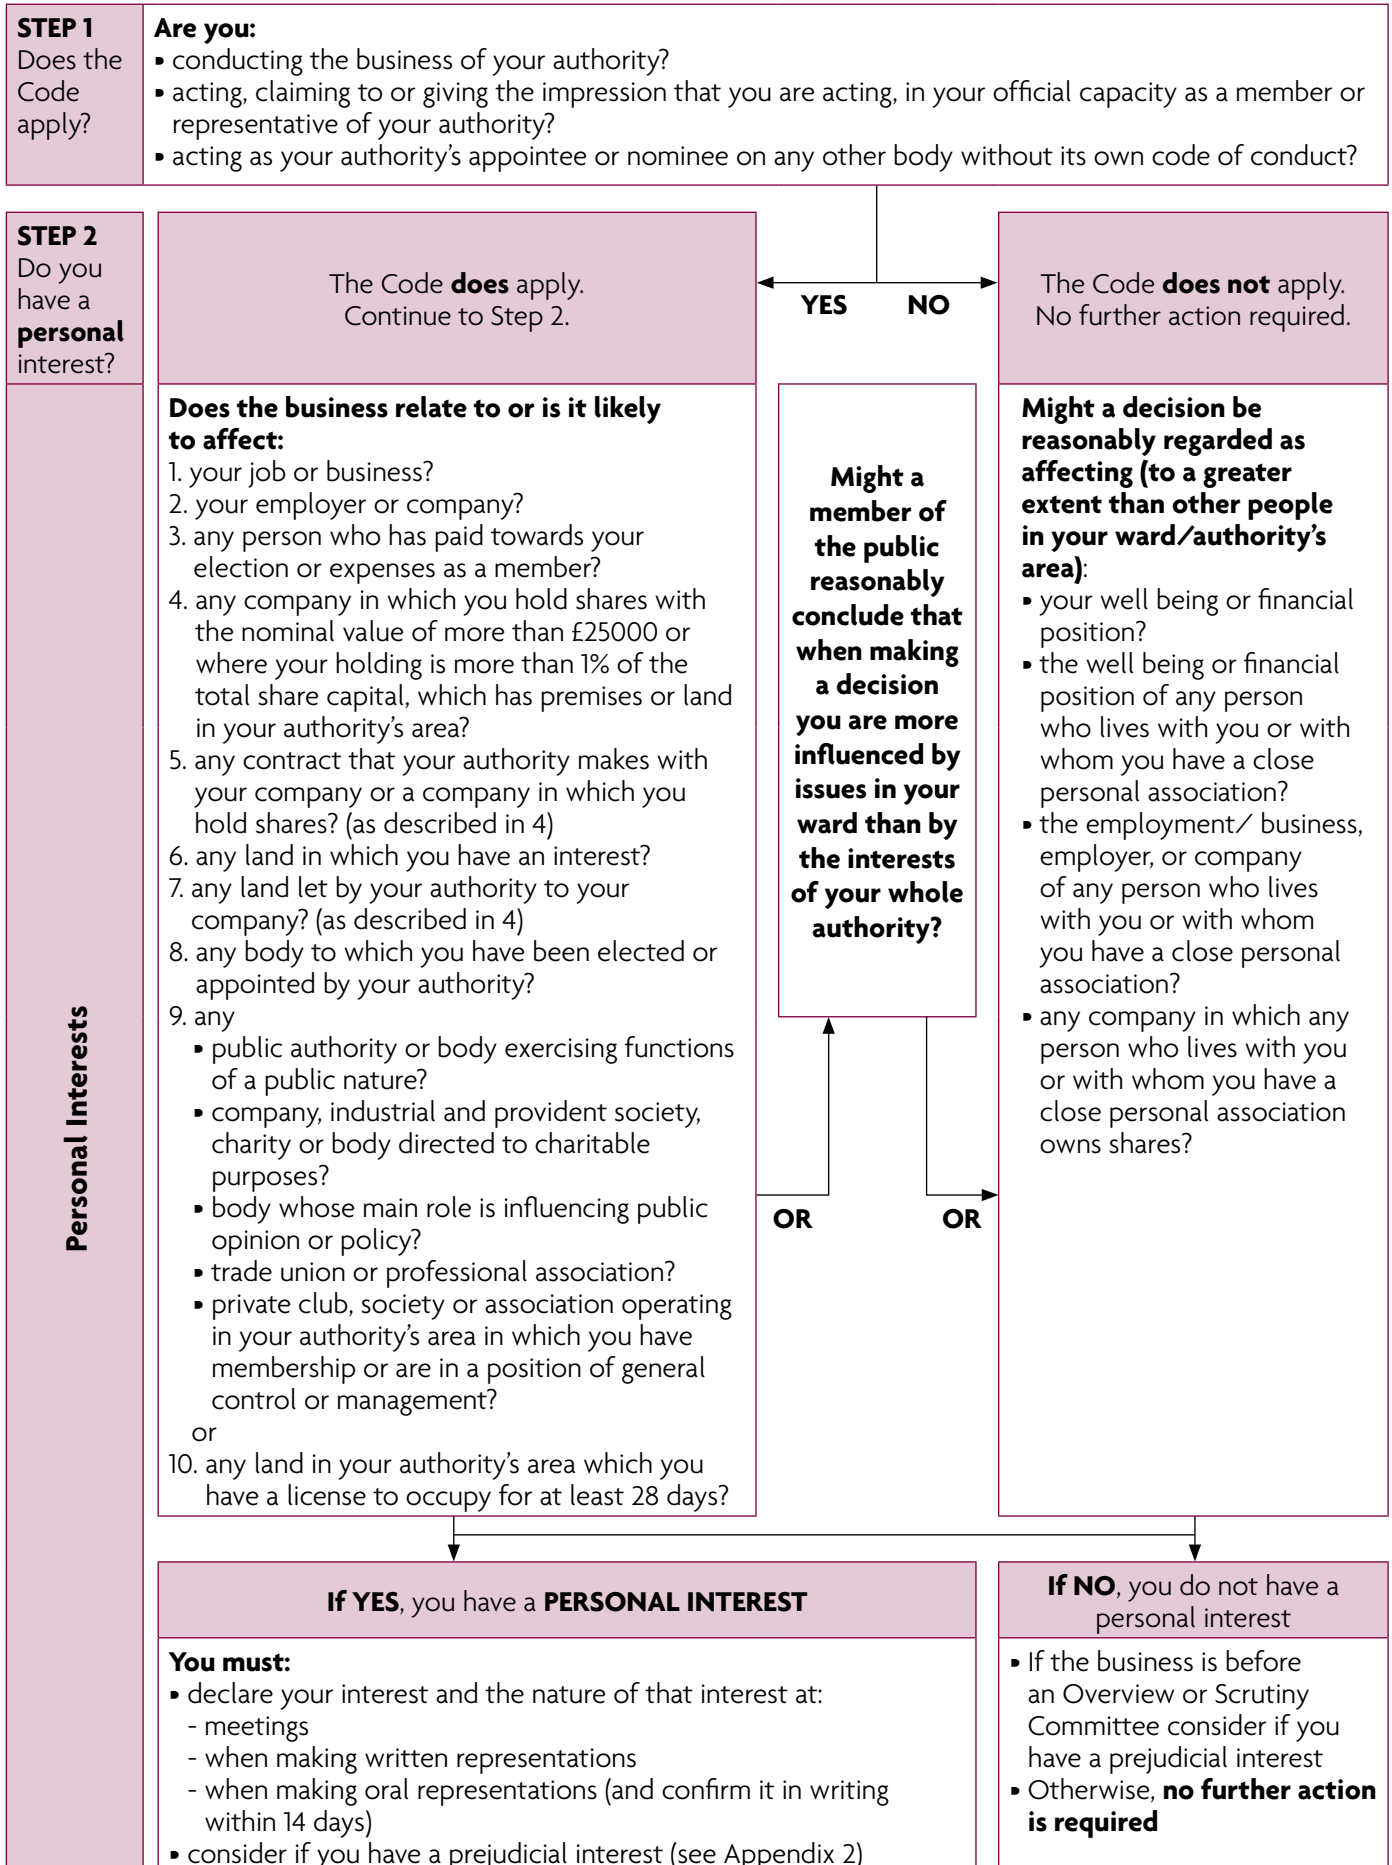 STEP 1
Does the
Code
apply?
Are you:
• conducting the business of your authority?
• acting, claiming to or giving the impression that you are acting, in your official capacity as a member or
representative of your authority?
• acting as your authority's appointee or nominee on any other body without its own code of conduct?
STEP 2
Do you
have a
personal
interest?
The Code does apply.
Continue to Step 2.
YES NO
The Code does not apply.
No further action required.
Personal Interests
Does the business relate to or is it likely
to affect:
1. your job or business?
2. your employer or company?
3. any person who has paid towards your
election or expenses as a member?
4. any company in which you hold shares with
the nominal value of more than £25000 or
where your holding is more than 1% of the
total share capital, which has premises or land
in your authority's area?
5. any contract that your authority makes with
your company or a company in which you
hold shares? (as described in 4)
6. any land in which you have an interest?
7. any land let by your authority to your
company? (as described in 4)
8. any body to which you have been elected or
appointed by your authority?
9. any
• public authority or body exercising functions
of a public nature?
• company, industrial and provident society,
charity or body directed to charitable
purposes?
• body whose main role is influencing public
opinion or policy?
• trade union or professional association?
• private club, society or association operating
in your authority's area in which you have
membership or are in a position of general
control or management?
or
10. any land in your authority's area which you
have a license to occupy for at least 28 days?
OR
Might a
member of
the public
reasonably
conclude that
when making
a decision
you are more
influenced by
issues in your
ward than by
the interests
of your whole
authority?
OR
Might a decision be
reasonably regarded as
affecting (to a greater
extent than other people
in your ward/authority's
area):
• your well being or financial
position?
• the well being or financial
position of any person
who lives with you or with
whom you have a close
personal association?
• the employment/ business,
employer, or company
of any person who lives
with you or with whom
you have a close personal
association?
• any company in which any
person who lives with you
or with whom you have a
close personal association
owns shares?
If YES, you have a PERSONAL INTEREST
You must:
• declare your interest and the nature of that interest at:
- meetings
- when making written representations
- when making oral representations (and confirm it in writing
within 14 days)
• consider if you have a prejudicial interest (see Appendix 2)
If NO, you do not have a
personal interest
• If the business is before
an Overview or Scrutiny
Committee consider if you
have a prejudicial interest
• Otherwise, no further action
is required